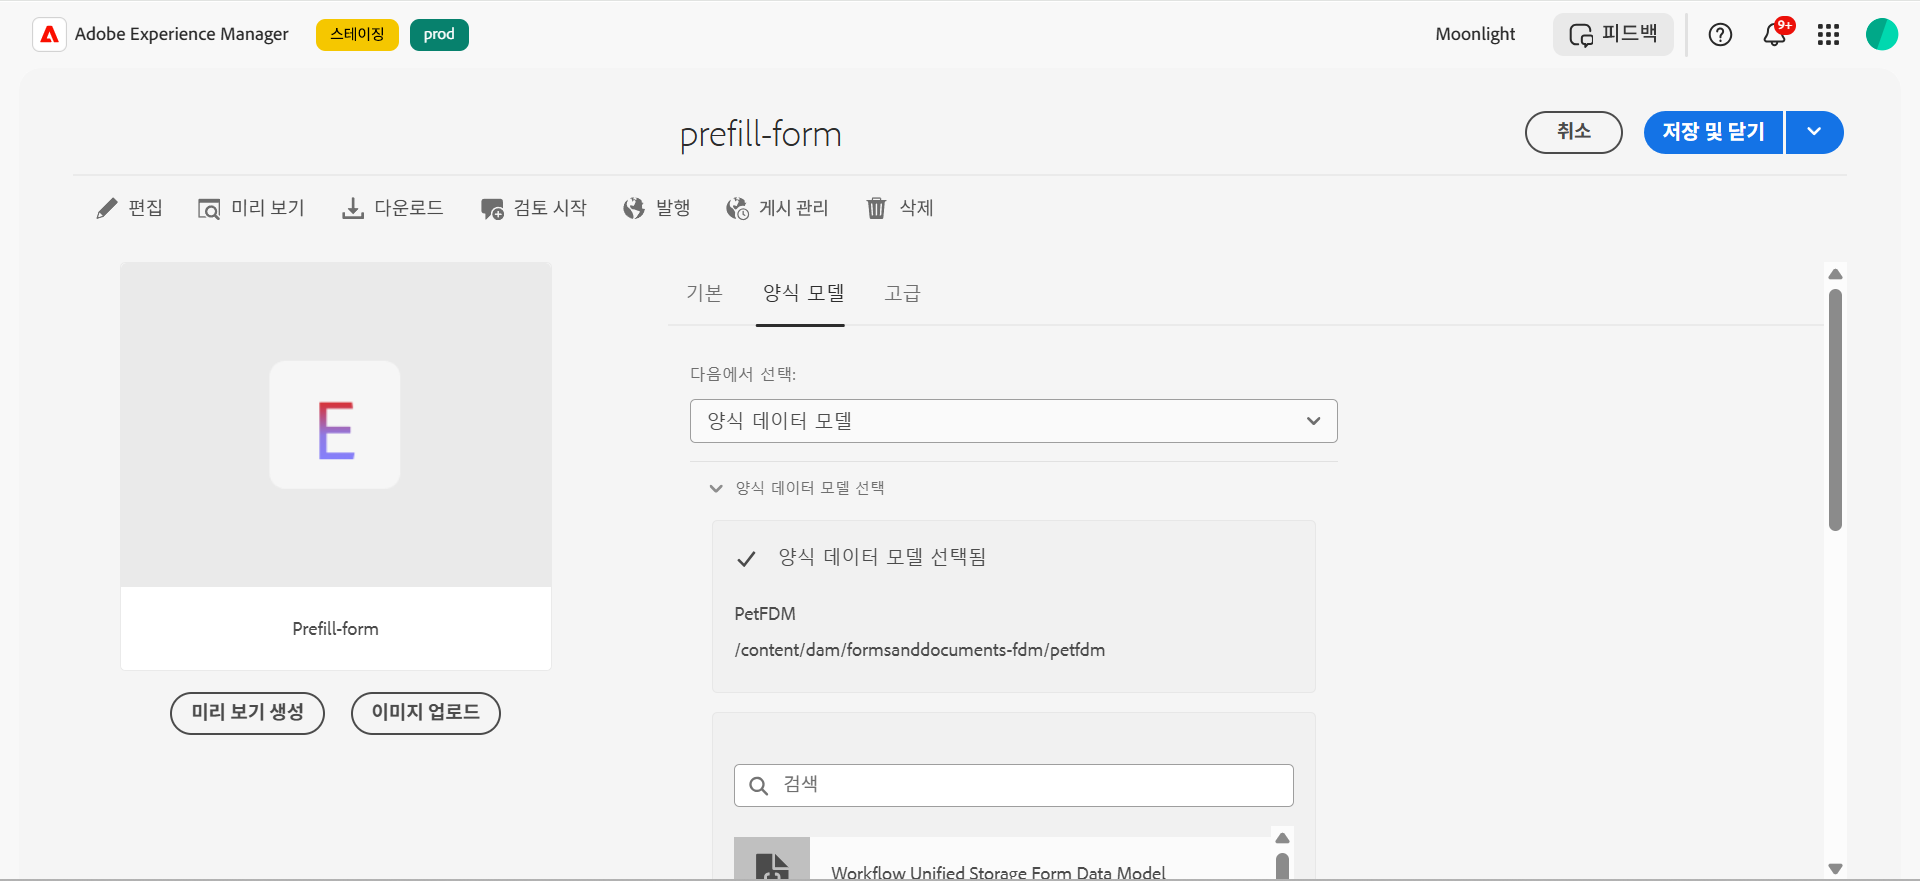 Adobe Experience Manager
스테이징
prod
Moonlight
피드백
9+
prefill-form
취소
저장 및 닫기
편집
미리 보기
다운로드
검토 시작
발행
게시 관리
삭제
E
Prefill-form
미리 보기 생성
이미지 업로드
기본
양식 모델
고급
다음에서 선택:
양식 데이터 모델
양식 데이터 모델 선택
양식 데이터 모델 선택됨
PetFDM
/content/dam/formsanddocuments-fdm/petfdm
검색
Workflow Unified Storage Form Data Model